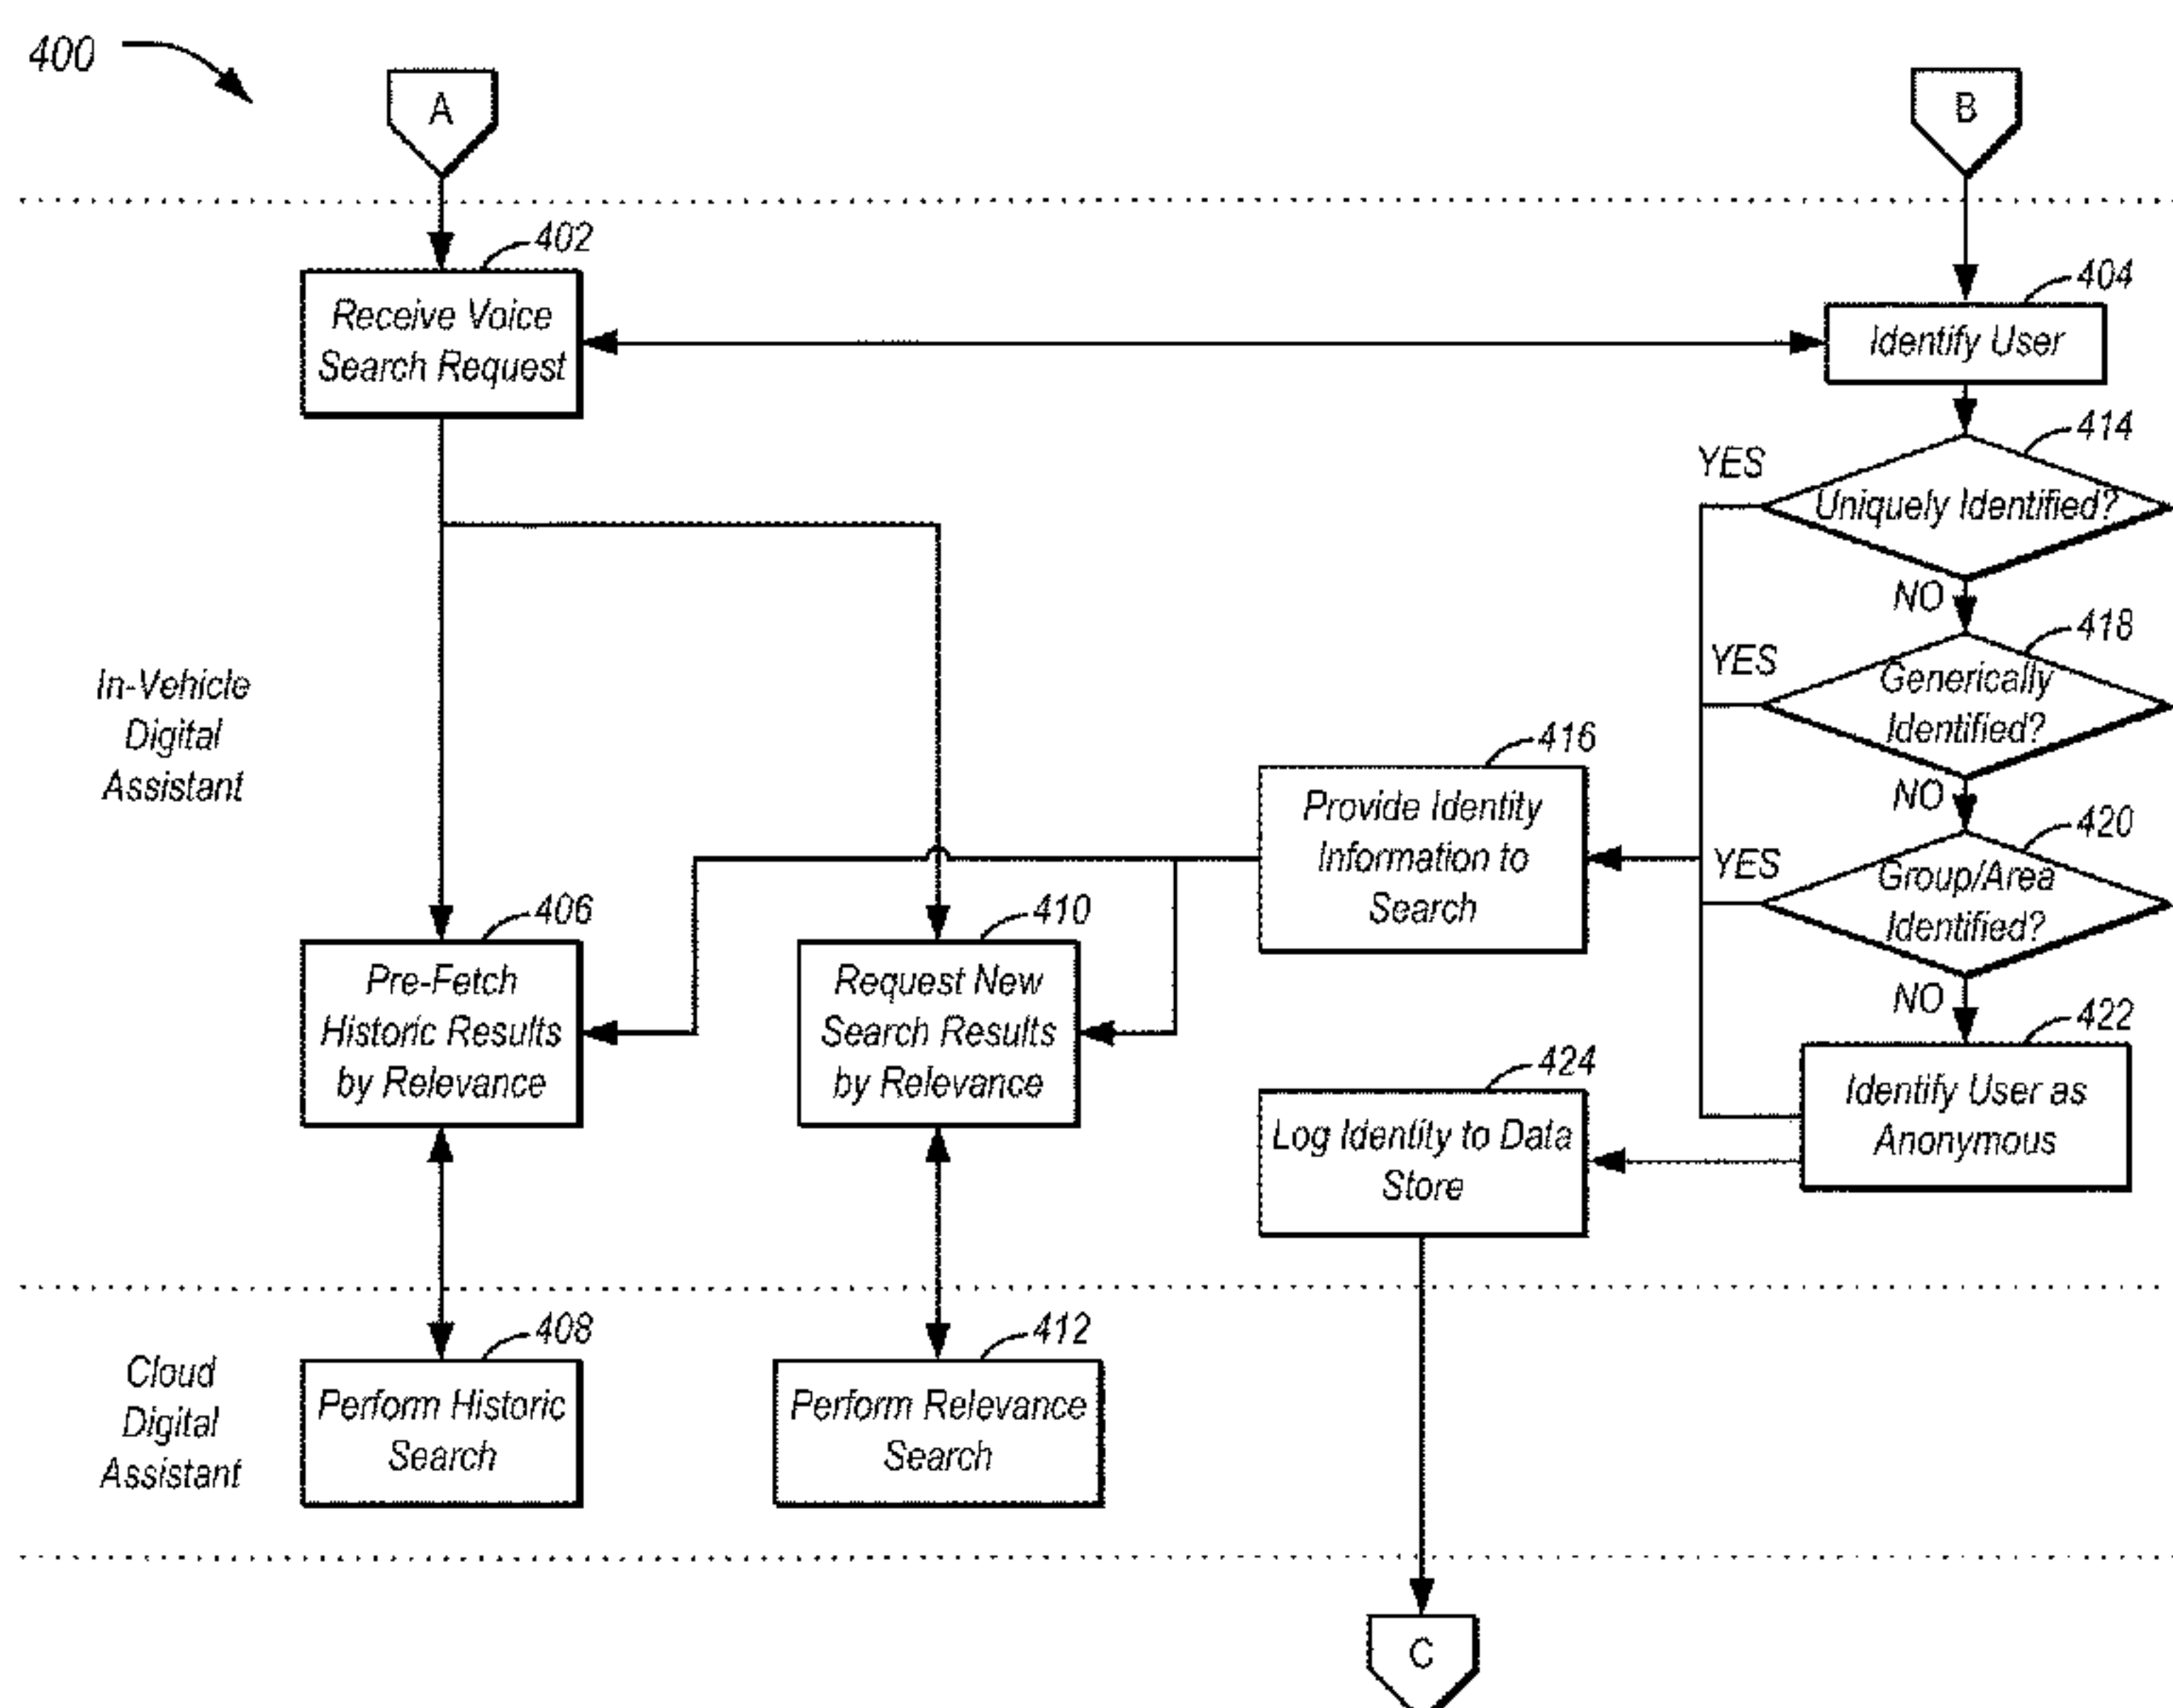 400
A
B
402
Receive Voice
Search Request
404
Identify User
414
YES
Uniquely Identified?
NO
418
YES
Generically
Identified?
In-Vehicle
Digital
Assistant
416
Provide Identity
Information to
Search
NO
420
YES
Group/Area
Identified?
406
Pre-Fetch
Historic Results
by Relevance
410
Request New
Search Results
by Relevance
NO
422
Identify User as
Anonymous
424
Log Identity to Data
Store
Cloud
Digital
Assistant
408
Perform Historic
Search
412
Perform Relevance
Search
C